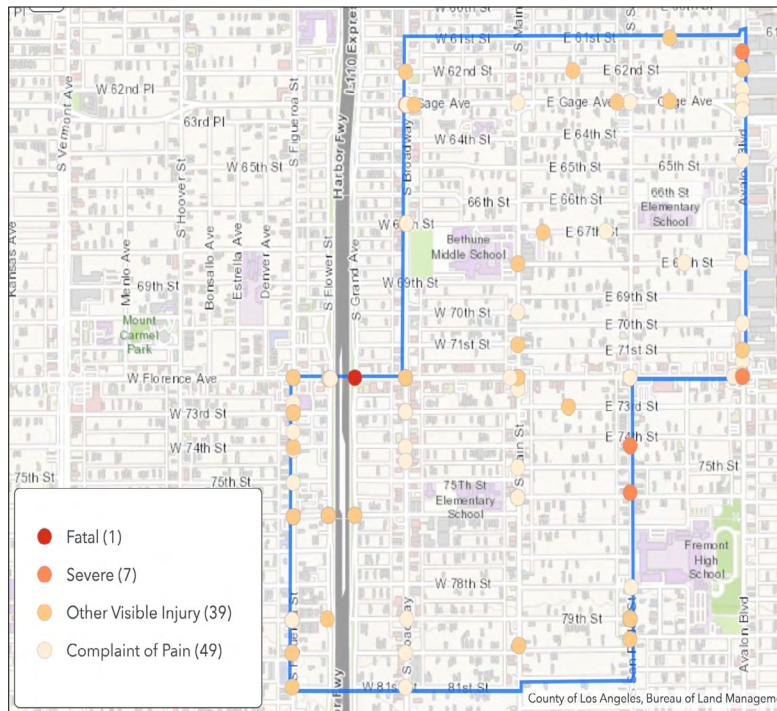 Pl
W 61st St
E 61st St
W 62nd St
E 62nd St
W 62nd Pl
63rd Pl
Gage Ave
E Gage Ave
Gage Ave
W 64th St
E 64th St
W 65th St
E 65th St
65th St
66th St
E 66th St
66th St
Elementary
School
E 67th St
Bethune
Middle School
W 69th St
69th St
E 69th St
Mount
Carmel
Park
W 70th St
E 70th St
W 71st St
E 71st St
W Florence Ave
W 73rd St
E 73rd St
W 74th St
E 74th St
75th St
75th St
75th St
75Th St
Elementary
School
Fremont
High
School
W 78th St
79th St
W 81st St
81st St
S Vermont Ave
Kansas Ave
Menlo Ave
S Hoover St
Bonsallo Ave
Estrella Ave
Denver Ave
S Figueroa St
S Flower St
Harbor Fwy
S Grand Ave
S Broadway
S Main
Avalon Blvd
Fatal (1)
Severe (7)
Other Visible Injury (39)
Complaint of Pain (49)
County of Los Angeles, Bureau of Land Managem